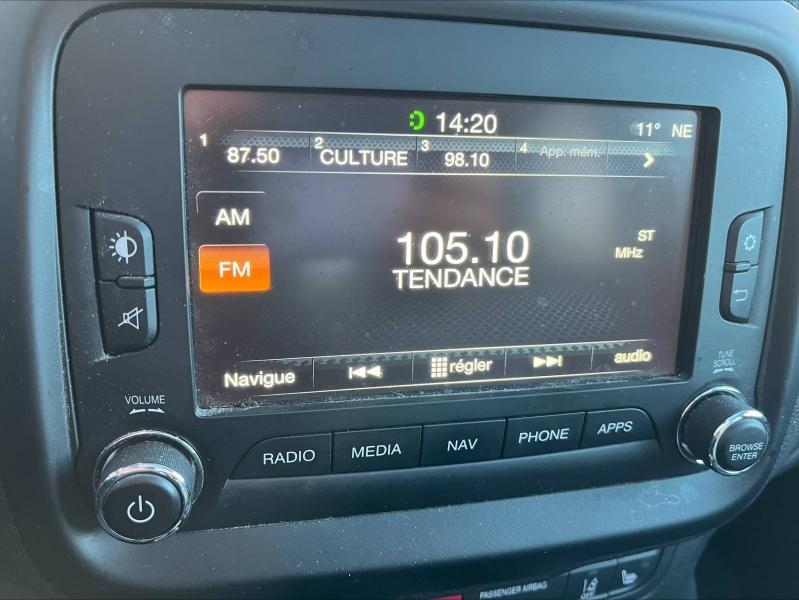 14:20
11° NE
1 87.50 2 CULTURE 3 98.10 4 App. mém.
AM
FM
105.10
TENDANCE
ST
MHz
Navigue régler audio
VOLUME
TUNE
SCROLL
RADIO MEDIA NAV PHONE APPS
BROWSE
ENTER
PASSENGER AIRBAG
OFF